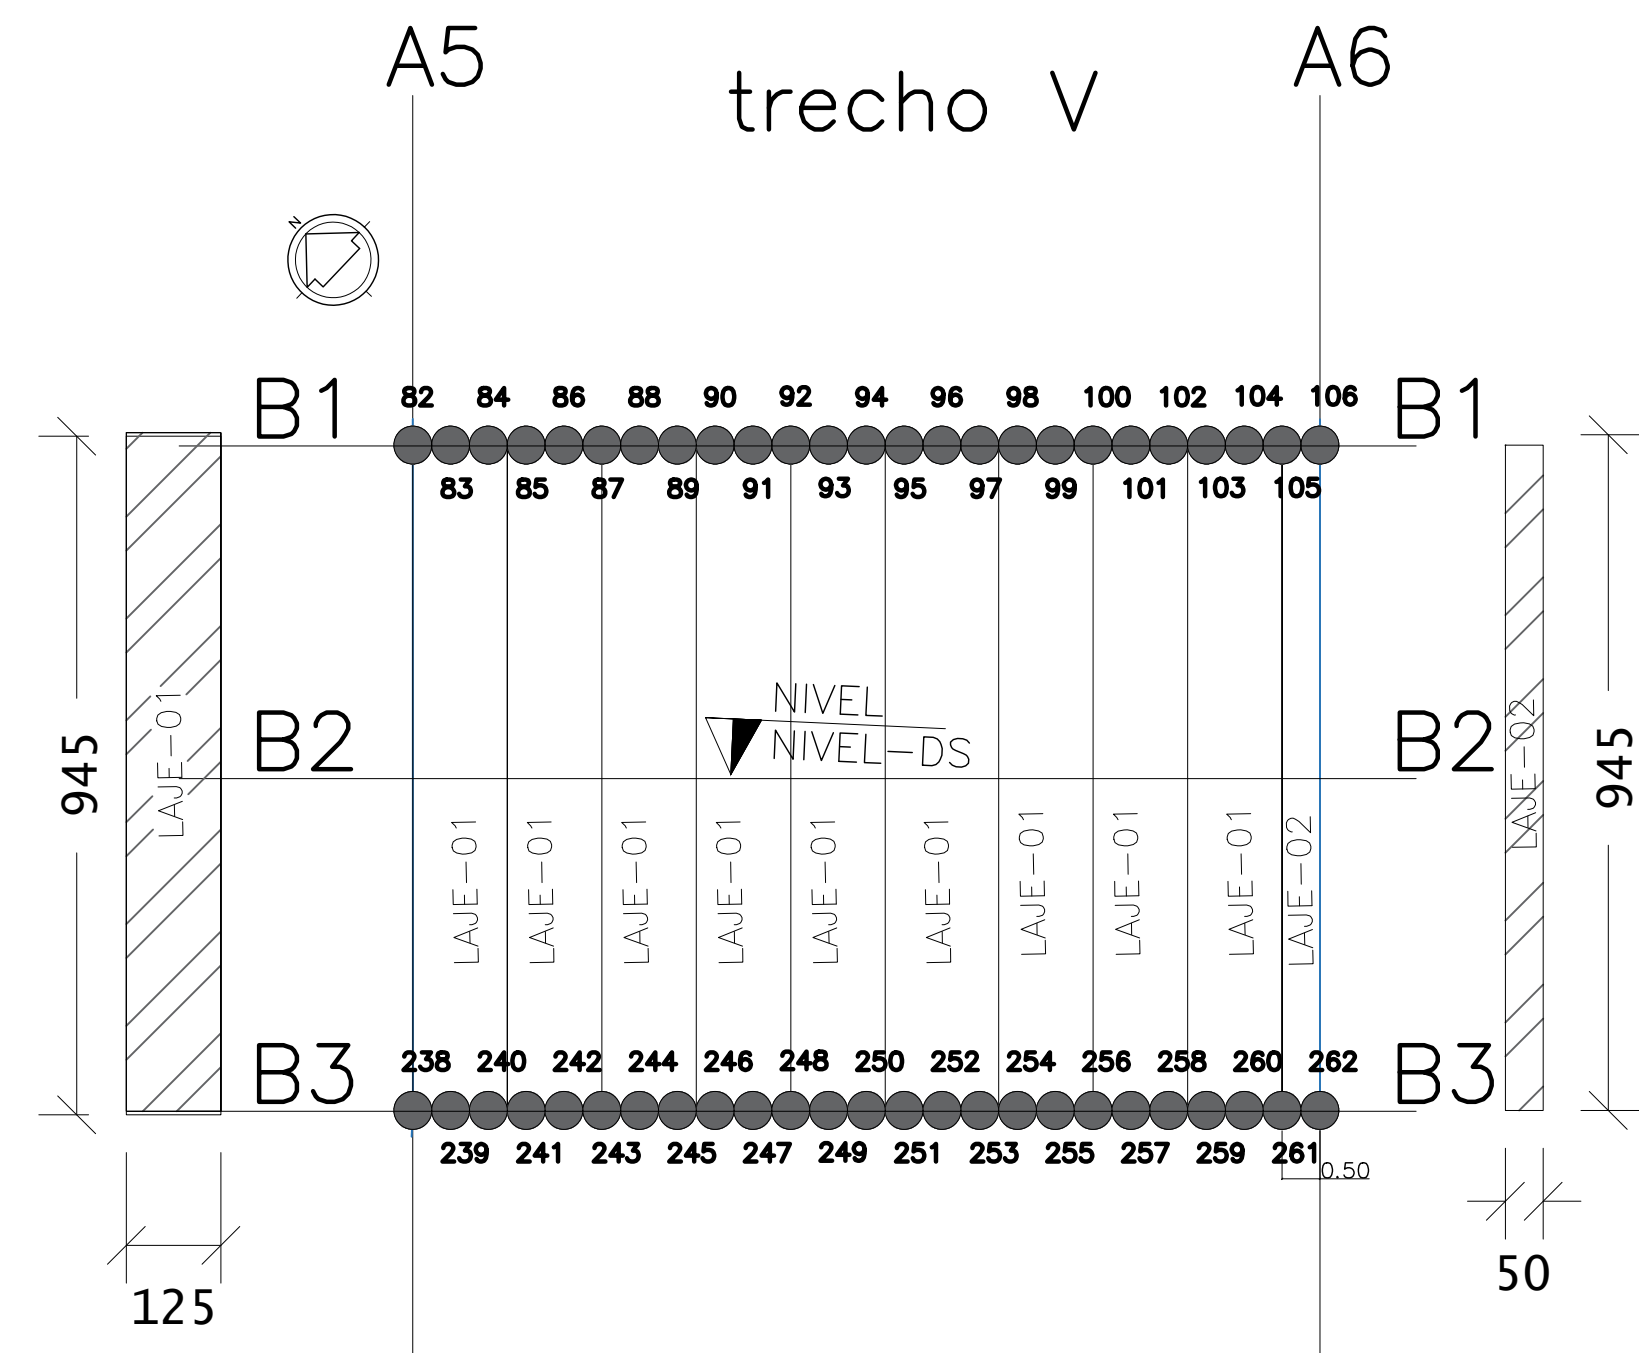 A5
A6
trecho V
N
B1
82 84 86 88 90 92 94 96 98 100 102 104 106
B1
83 85 87 89 91 93 95 97 99 101 103 105
NIVEL
NIVEL-DS
B2
B2
945
LAJE-01
LAJE-02
945
LAJE-01 LAJE-01 LAJE-01 LAJE-01 LAJE-01 LAJE-01 LAJE-01 LAJE-01 LAJE-01 LAJE-02
B3
238 240 242 244 246 248 250 252 254 256 258 260 262
B3
239 241 243 245 247 249 251 253 255 257 259 261
0.50
125
50